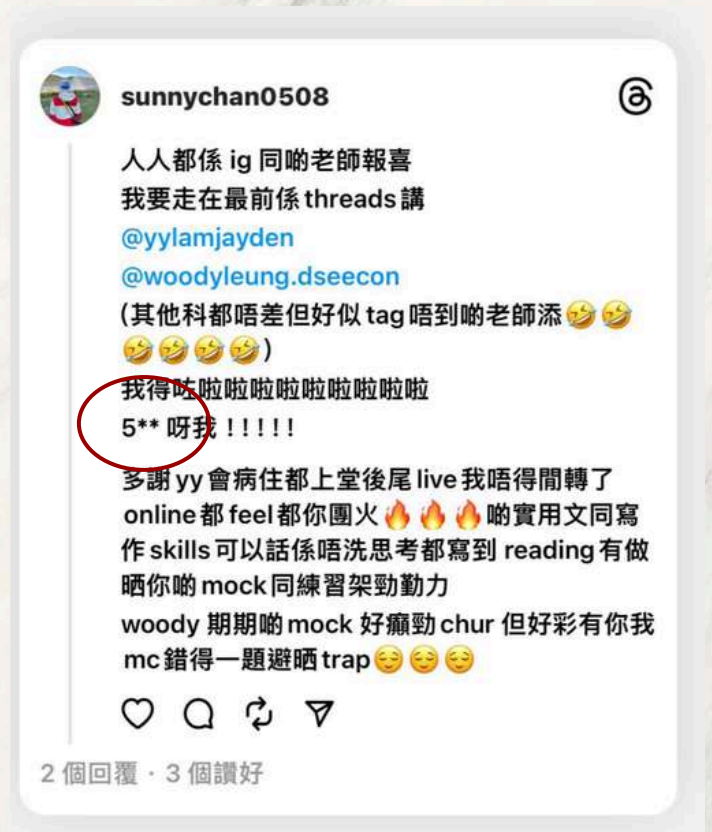 sunnychan0508
人人都係 ig 同啲老師報喜
我要走在最前係 threads 講
@yylamjayden
@woodyleung.dseecon
(其他科都唔差但好似 tag 唔到啲老師添🤣🤣
🤣🤣🤣🤣)
我得咗啦啦啦啦啦啦啦啦啦
5** 呀我 ! ! ! ! !
多謝 yy 會病住都上堂後尾 live 我唔得閒轉了
online 都 feel 都你團火🔥🔥🔥啲實用文同寫
作 skills 可以話係唔洗思考都寫到 reading 有做
晒你啲 mock 同練習架勁勤力
woody 期期啲 mock 好癲勁 chur 但好彩有你我
mc 錯得一題避晒 trap😌😌😌
2 個回覆 · 3 個讚好